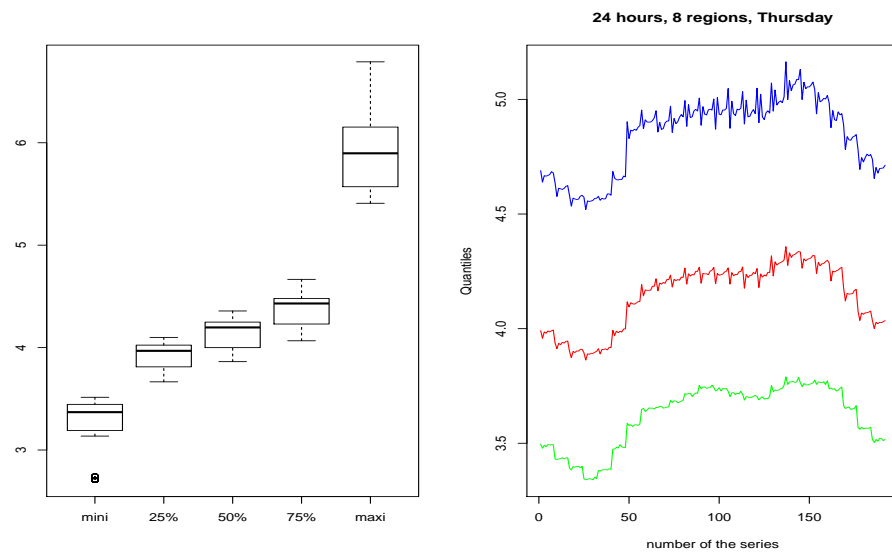 24 hours, 8 regions, Thursday
6
5
4
3
mini 25% 50% 75% maxi
Quantiles
5.0
4.5
4.0
3.5
0 50 100 150
number of the series